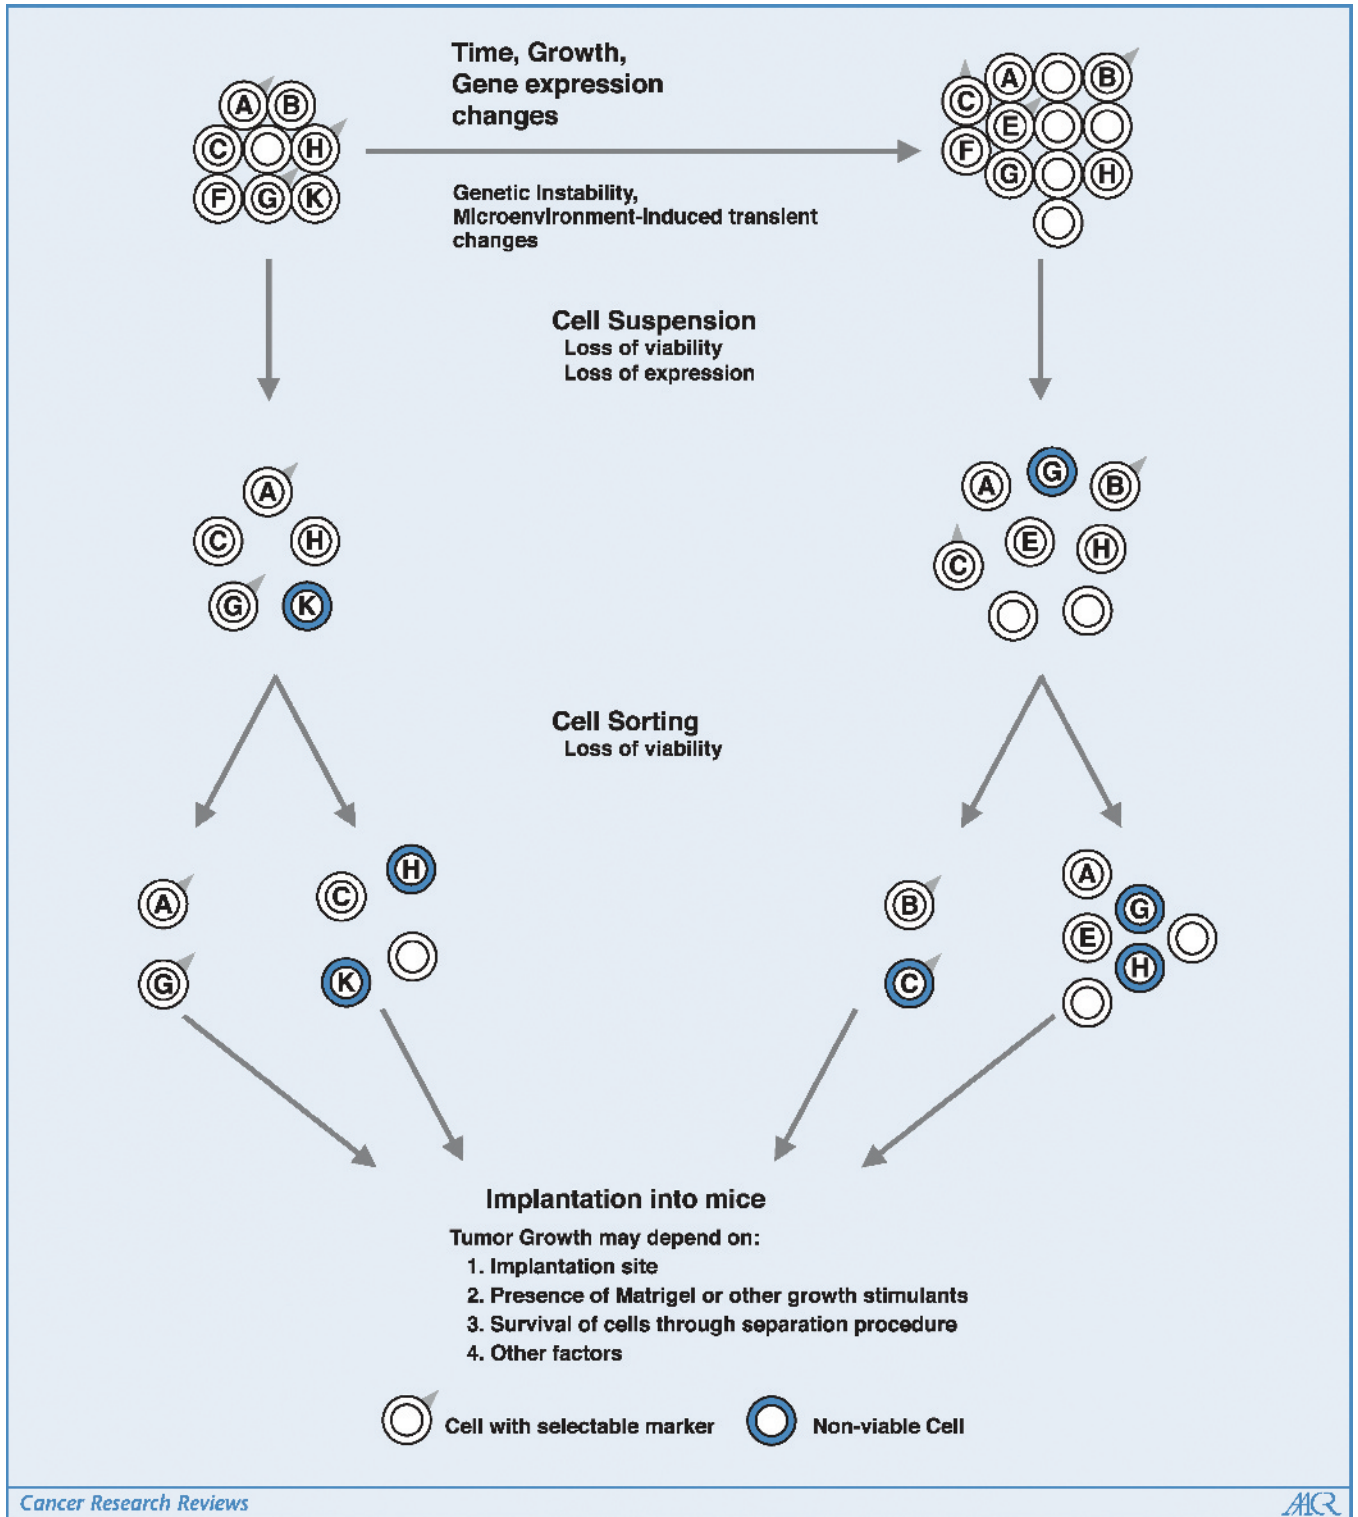 Time, Growth,
Gene expression
changes
A B
C H
F G K
A B
C
E
F
G H
Genetic Instability,
Microenvironment-induced transient
changes
Cell Suspension
Loss of viability
Loss of expression
A
C H
G K
A G B
C E H
Cell Sorting
Loss of viability
A
G
C H
K
B
C
A
G
E
H
Implantation into mice
Tumor Growth may depend on:
1. Implantation site
2. Presence of Matrigel or other growth stimulants
3. Survival of cells through separation procedure
4. Other factors
Cell with selectable marker
Non-viable Cell
Cancer Research Reviews
AACR